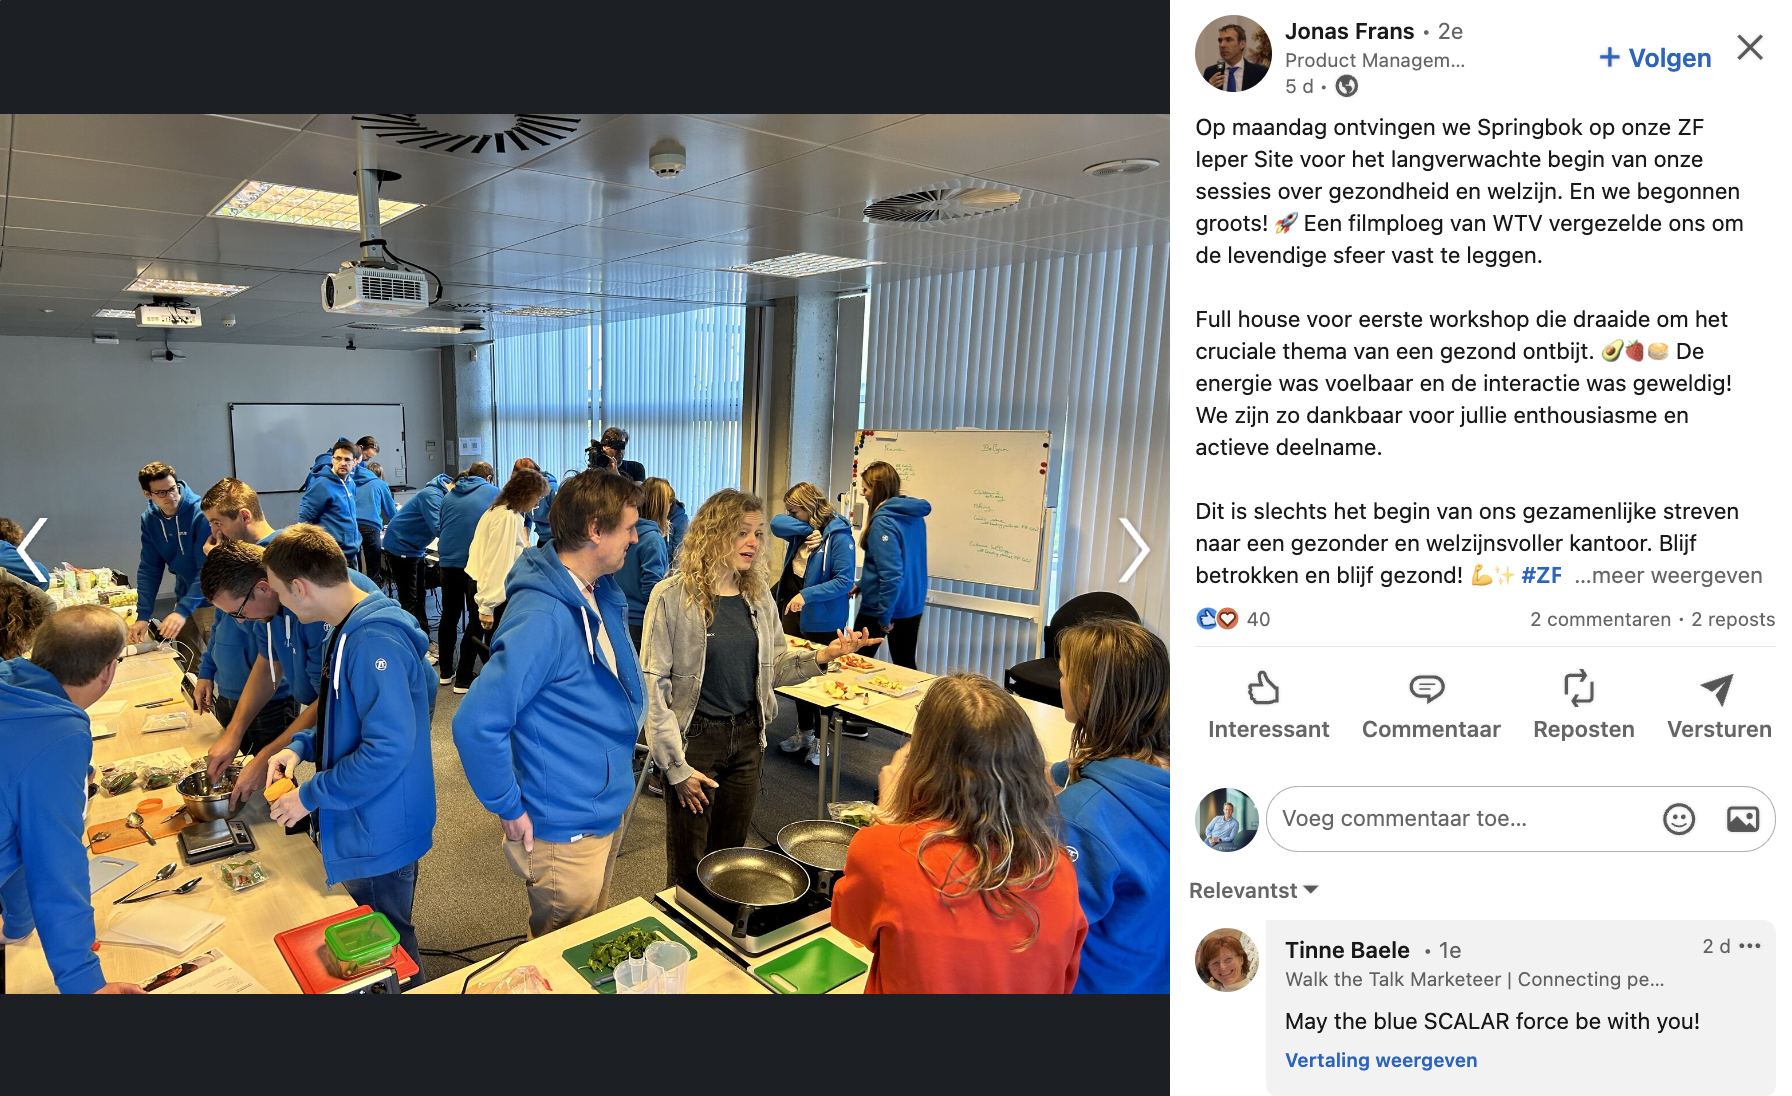 Jonas Frans • 2e
Product Managem...
5 d •
+ Volgen
Op maandag ontvingen we Springbok op onze ZF
Ieper Site voor het langverwachte begin van onze
sessies over gezondheid en welzijn. En we begonnen
groots! 🚀 Een filmploeg van WTV vergezelde ons om
de levendige sfeer vast te leggen.
Full house voor eerste workshop die draaide om het
cruciale thema van een gezond ontbijt. 🥑🍓🥞 De
energie was voelbaar en de interactie was geweldig!
We zijn zo dankbaar voor jullie enthousiasme en
actieve deelname.
Dit is slechts het begin van ons gezamenlijke streven
naar een gezonder en welzijnsvoller kantoor. Blijf
betrokken en blijf gezond! 💪✨ #ZF ...meer weergeven
40
2 commentaren • 2 reposts
Interessant Commentaar Reposten Versturen
Voeg commentaar toe...
Relevantst
Tinne Baele • 1e
2 d
Walk the Talk Marketeer | Connecting pe...
May the blue SCALAR force be with you!
Vertaling weergeven